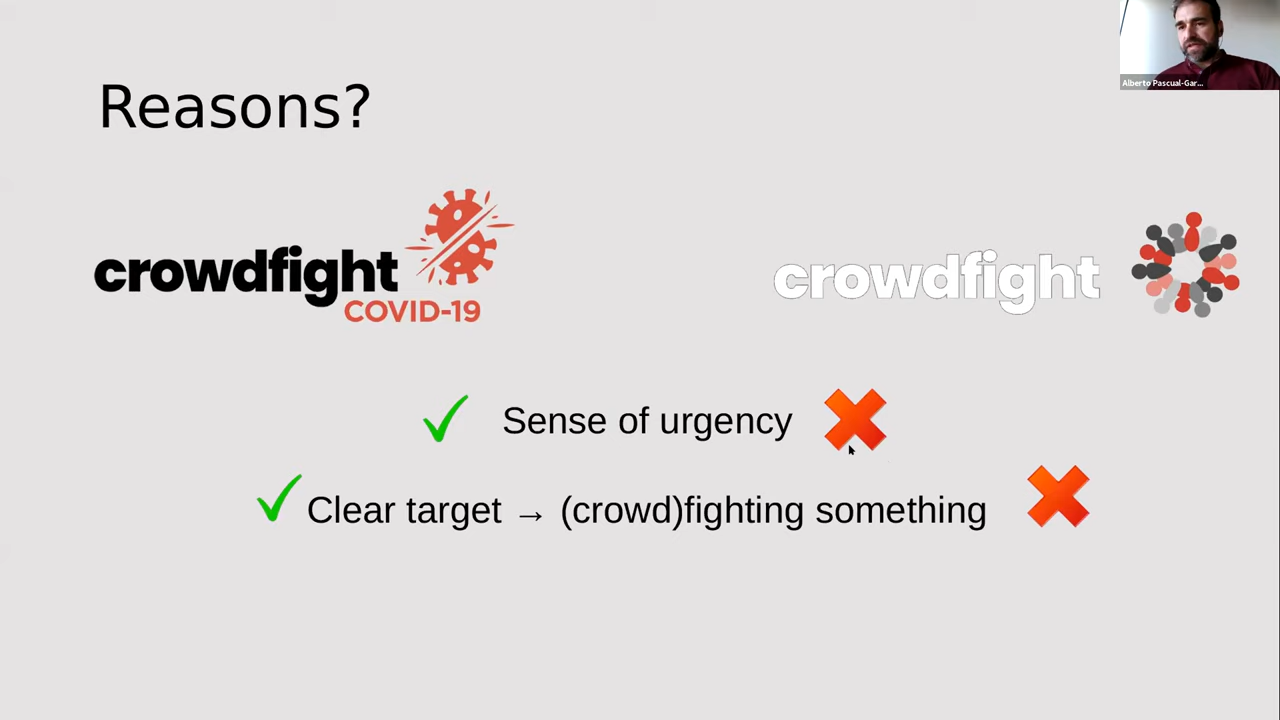 Alberto Pascual-Gar...
Reasons?
crowdfight
COVID-19
crowdfight
Sense of urgency
Clear target → (crowd)fighting something